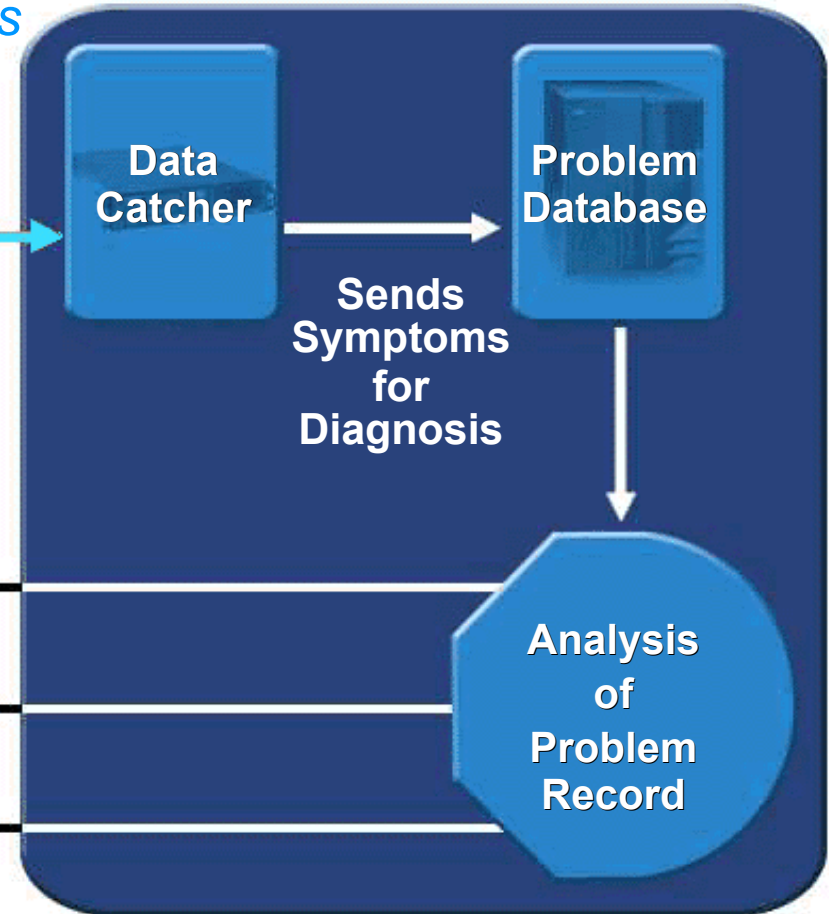 s
Data
Catcher
Problem
Database
Sends
Symptoms
for
Diagnosis
Analysis
of
Problem
Record